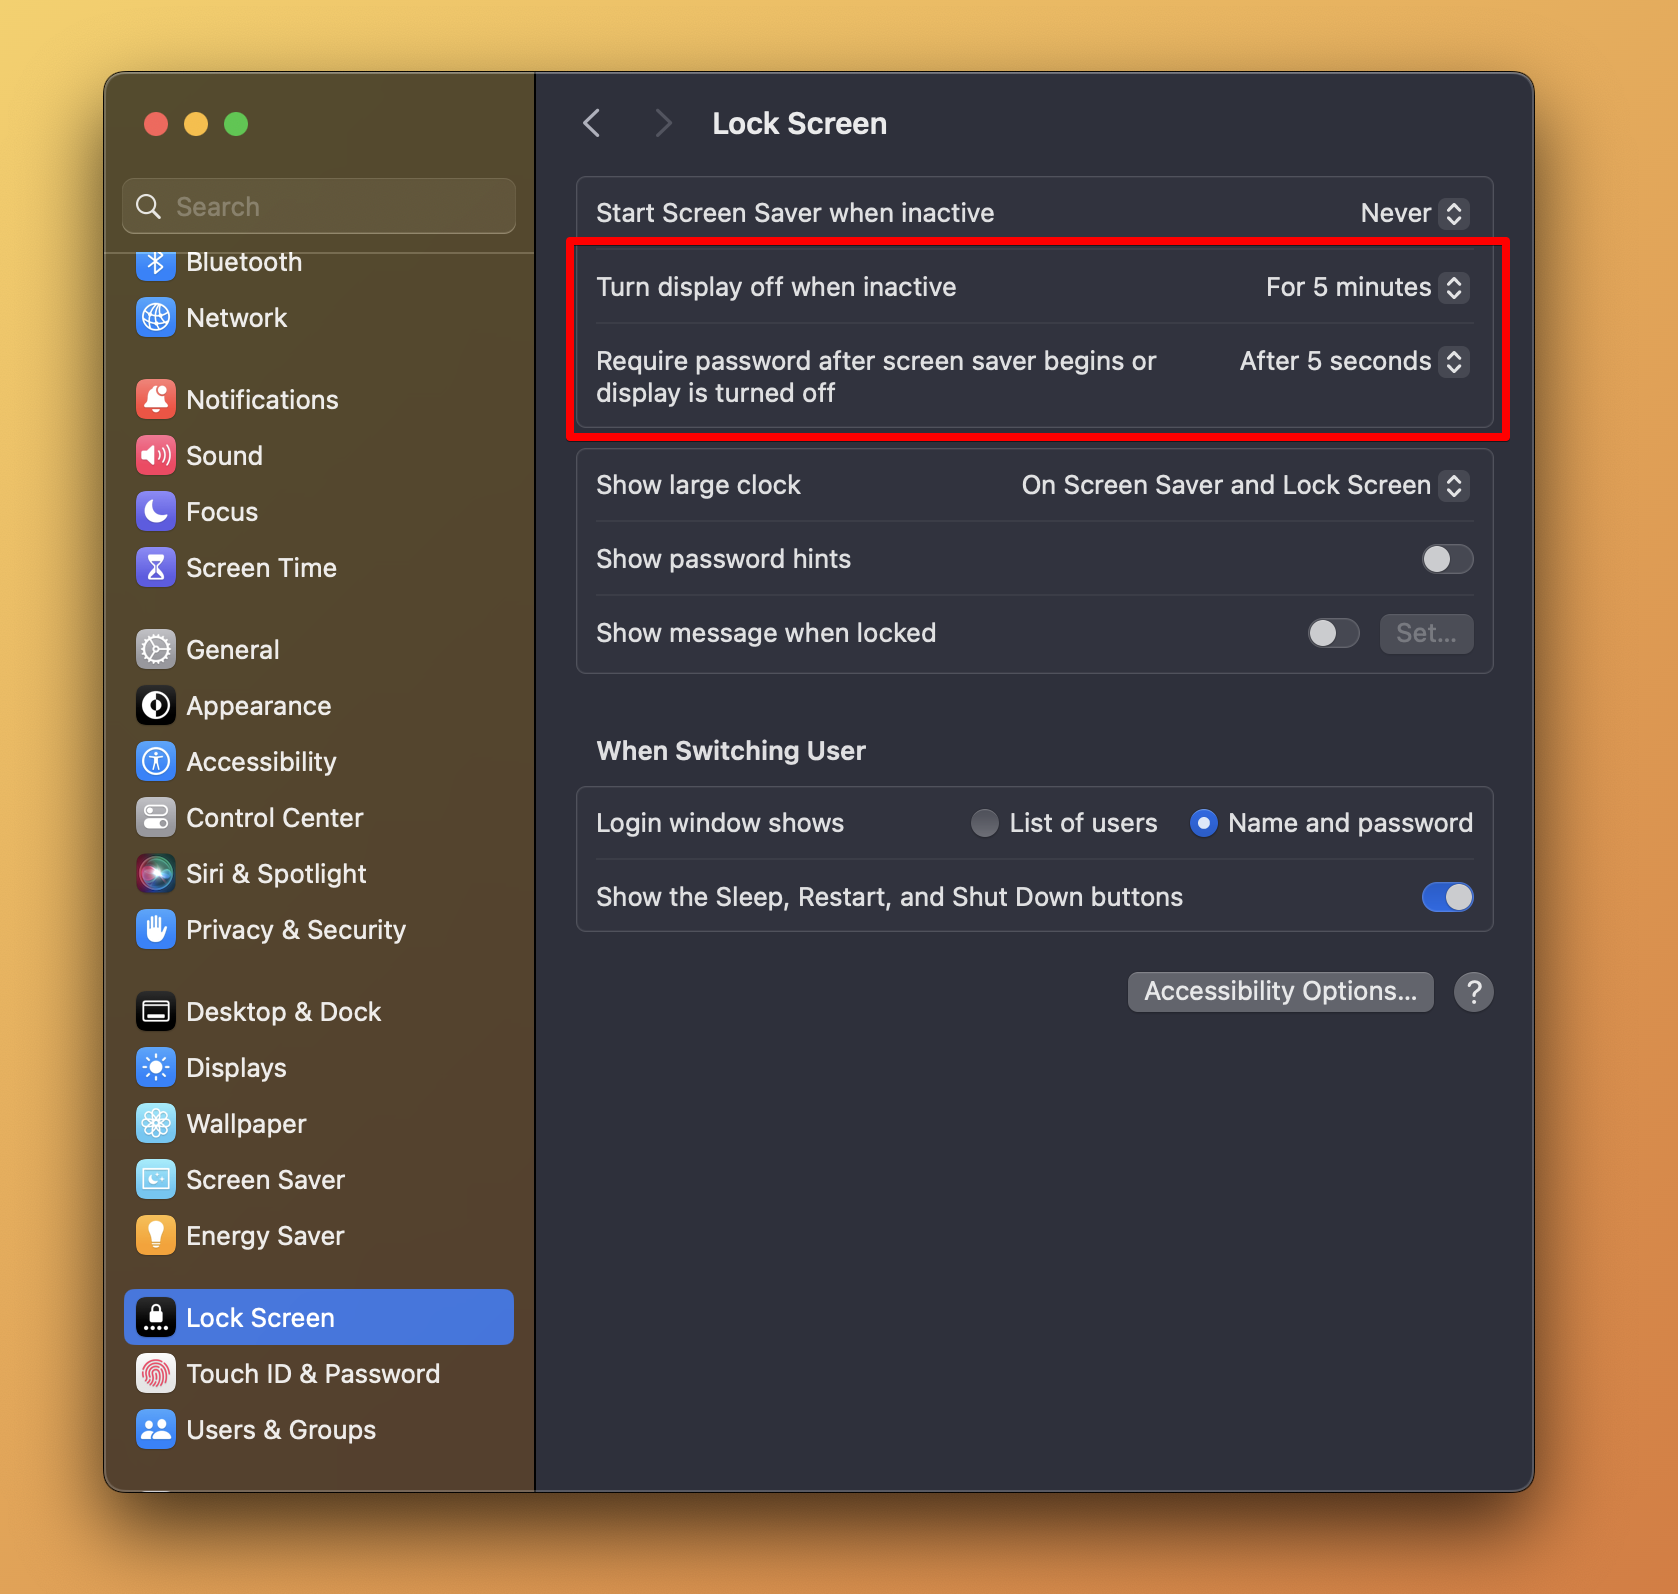 Search
Bluetooth
Network
Notifications
Sound
Focus
Screen Time
General
Appearance
Accessibility
Control Center
Siri & Spotlight
Privacy & Security
Desktop & Dock
Displays
Wallpaper
Screen Saver
Energy Saver
Lock Screen
Touch ID & Password
Users & Groups
Lock Screen
Start Screen Saver when inactive Never
Turn display off when inactive For 5 minutes
Require password after screen saver begins or After 5 seconds
display is turned off
Show large clock On Screen Saver and Lock Screen
Show password hints
Show message when locked Set...
When Switching User
Login window shows List of users Name and password
Show the Sleep, Restart, and Shut Down buttons
Accessibility Options... ?